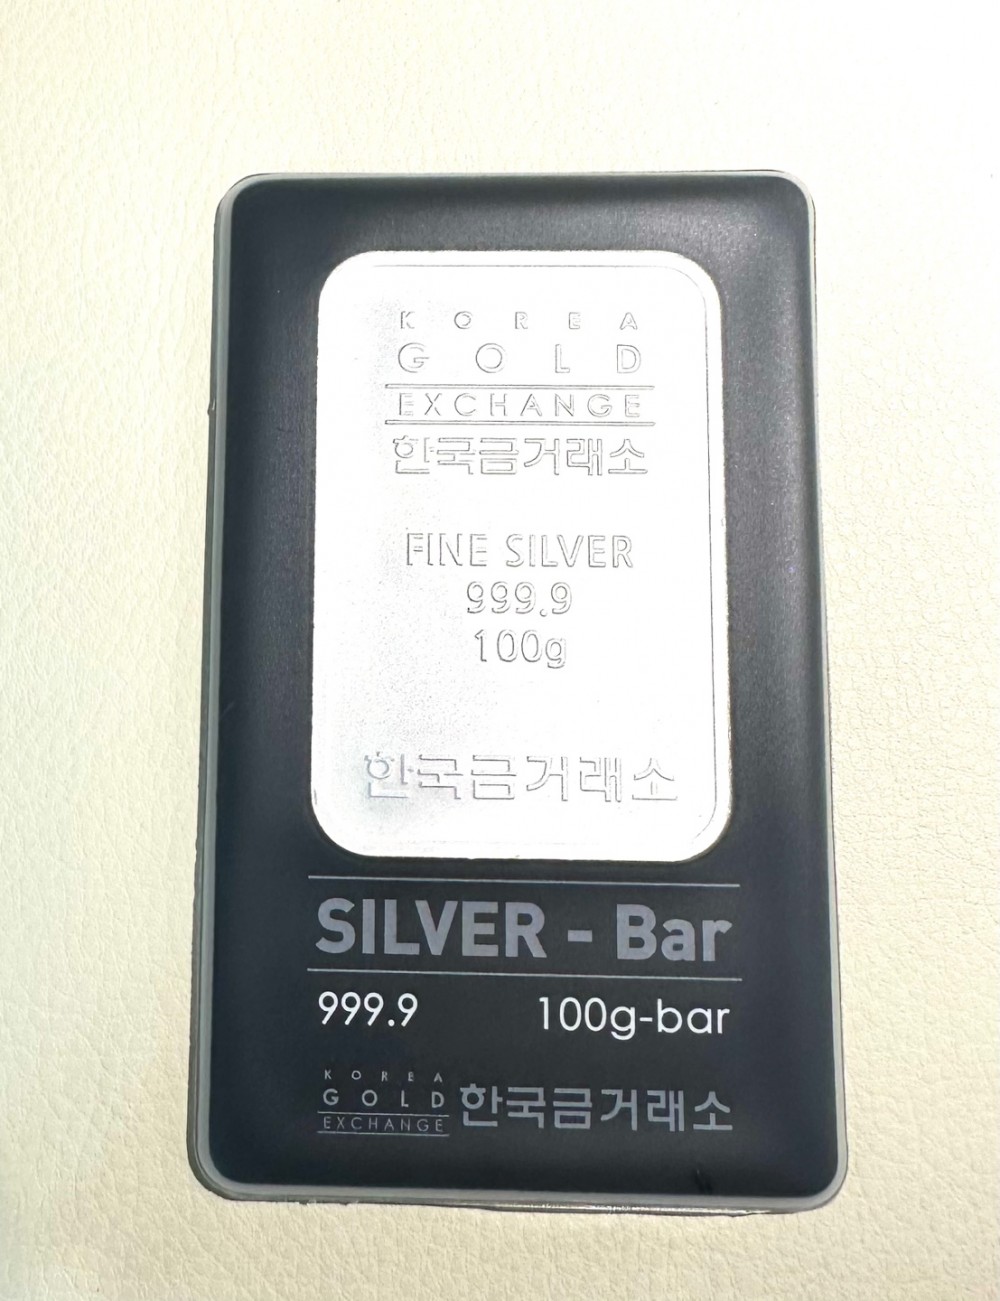 KOREA
GOLD
EXCHANGE
한국금거래소
FINE SILVER
999.9
100g
한국금거래소
SILVER - Bar
999.9 100g-bar
KOREA
GOLD
EXCHANGE
한국금거래소